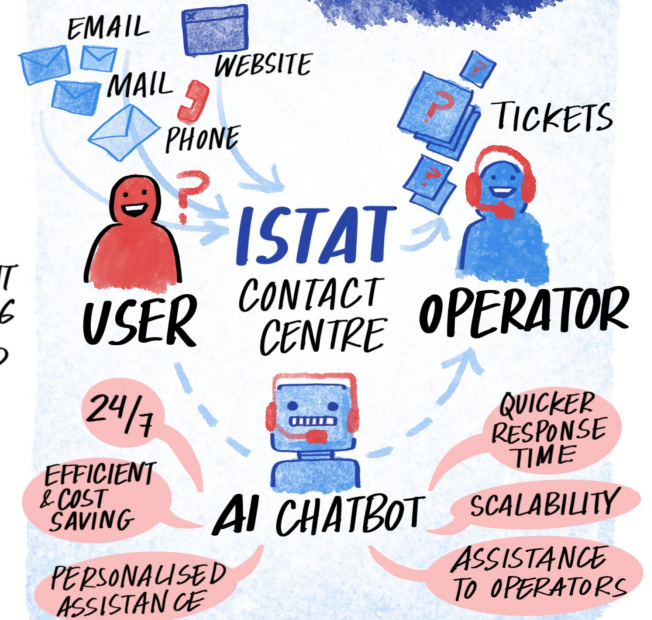 EMAIL
WEBSITE
MAIL
PHONE
TICKETS
?
?
?
?
ISTAT
CONTACT
CENTRE
USER
OPERATOR
24/7
EFFICIENT
& COST
SAVING
PERSONALISED
ASSISTANCE
AI CHATBOT
QUICKER
RESPONSE
TIME
SCALABILITY
ASSISTANCE
TO OPERATORS